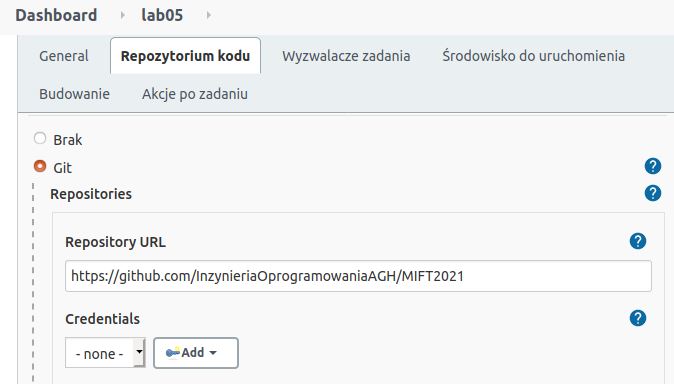 Dashboard lab05
General Repozytorium kodu Wyzwalacze zadania Środowisko do uruchomienia
Budowanie Akcje po zadaniu
Brak
Git ?
Repositories ?
Repository URL ?
https://github.com/InzynieriaOprogramowaniaAGH/MIFT2021
Credentials ?
- none - Add